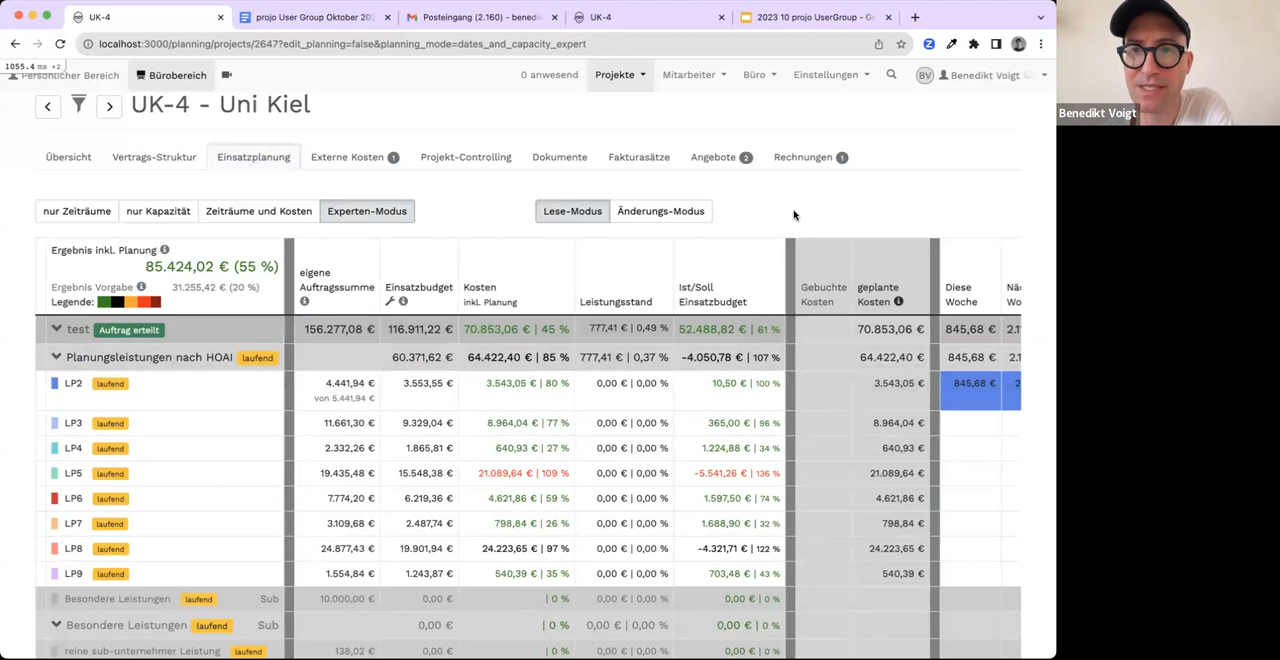 UK-4
projo User Group Oktober 202
Posteingang (2.160) - benedik
UK-4
2023 10 projo UserGroup - Go
localhost:3000/planning/projects/2647?edit_planning=false&planning_mode=dates_and_capacity_expert
1055.4 ms ×2
Persönlicher Bereich Bürobereich 0 anwesend Projekte Mitarbeiter Büro Einstellungen BV Benedikt Voigt
UK-4 - Uni Kiel
Übersicht Vertrags-Struktur Einsatzplanung Externe Kosten 1 Projekt-Controlling Dokumente Fakturasätze Angebote 2 Rechnungen 1
nur Zeiträume nur Kapazität Zeiträume und Kosten Experten-Modus Lese-Modus Änderungs-Modus
Ergebnis inkl. Planung
85.424,02 € (55 %)
Ergebnis Vorgabe 31.255,42 € (20 %)
Legende:
eigene Auftragssumme
Einsatzbudget
Kosten inkl. Planung
Leistungsstand
Ist/Soll Einsatzbudget
Gebuchte Kosten
geplante Kosten
Diese Woche
test Auftrag erteilt 156.277,08 € 116.911,22 € 70.853,06 € | 45 % 777,41 € | 0,49 % 52.488,82 € | 61 % 70.853,06 € 845,68 € 2.1
Planungsleistungen nach HOAI laufend 60.371,62 € 64.422,40 € | 85 % 777,41 € | 0,37 % -4.050,78 € | 107 % 64.422,40 € 845,68 € 2.1
LP2 laufend 4.441,94 € 3.553,55 € 3.543,05 € | 80 % 0,00 € | 0,00 % 10,50 € | 100 % 3.543,05 € 845,68 € 2
von 5.441,94 €
LP3 laufend 11.661,30 € 9.329,04 € 8.964,04 € | 77 % 0,00 € | 0,00 % 365,00 € | 96 % 8.964,04 €
LP4 laufend 2.332,26 € 1.865,81 € 640,93 € | 27 % 0,00 € | 0,00 % 1.224,88 € | 34 % 640,93 €
LP5 laufend 19.435,48 € 15.548,38 € 21.089,64 € | 109 % 0,00 € | 0,00 % -5.541,26 € | 136 % 21.089,64 €
LP6 laufend 7.774,20 € 6.219,36 € 4.621,86 € | 59 % 0,00 € | 0,00 % 1.597,50 € | 74 % 4.621,86 €
LP7 laufend 3.109,68 € 2.487,74 € 798,84 € | 26 % 0,00 € | 0,00 % 1.688,90 € | 32 % 798,84 €
LP8 laufend 24.877,43 € 19.901,94 € 24.223,65 € | 97 % 0,00 € | 0,00 % -4.321,71 € | 122 % 24.223,65 €
LP9 laufend 1.554,84 € 1.243,87 € 540,39 € | 35 % 0,00 € | 0,00 % 703,48 € | 43 % 540,39 €
Besondere Leistungen laufend Sub 10.000,00 € 0,00 € | 0 % 0,00 € | 0,00 % 0,00 € | 0 %
Besondere Leistungen laufend Sub 0,00 € | 0 % 0,00 € | 0,00 % 0,00 € | 0 %
reine sub-unternehmer Leistung laufend 138,02 € 0,00 € | 0 % 0,00 € | 0,00 % 0,00 € | 0 %
Benedikt Voigt